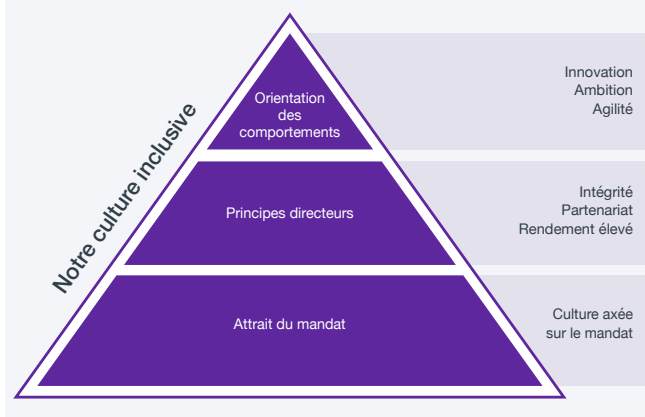 Notre culture inclusive
Orientation
des
comportements
Innovation
Ambition
Agilité
Principes directeurs
Intégrité
Partenariat
Rendement élevé
Attrait du mandat
Culture axée
sur le mandat